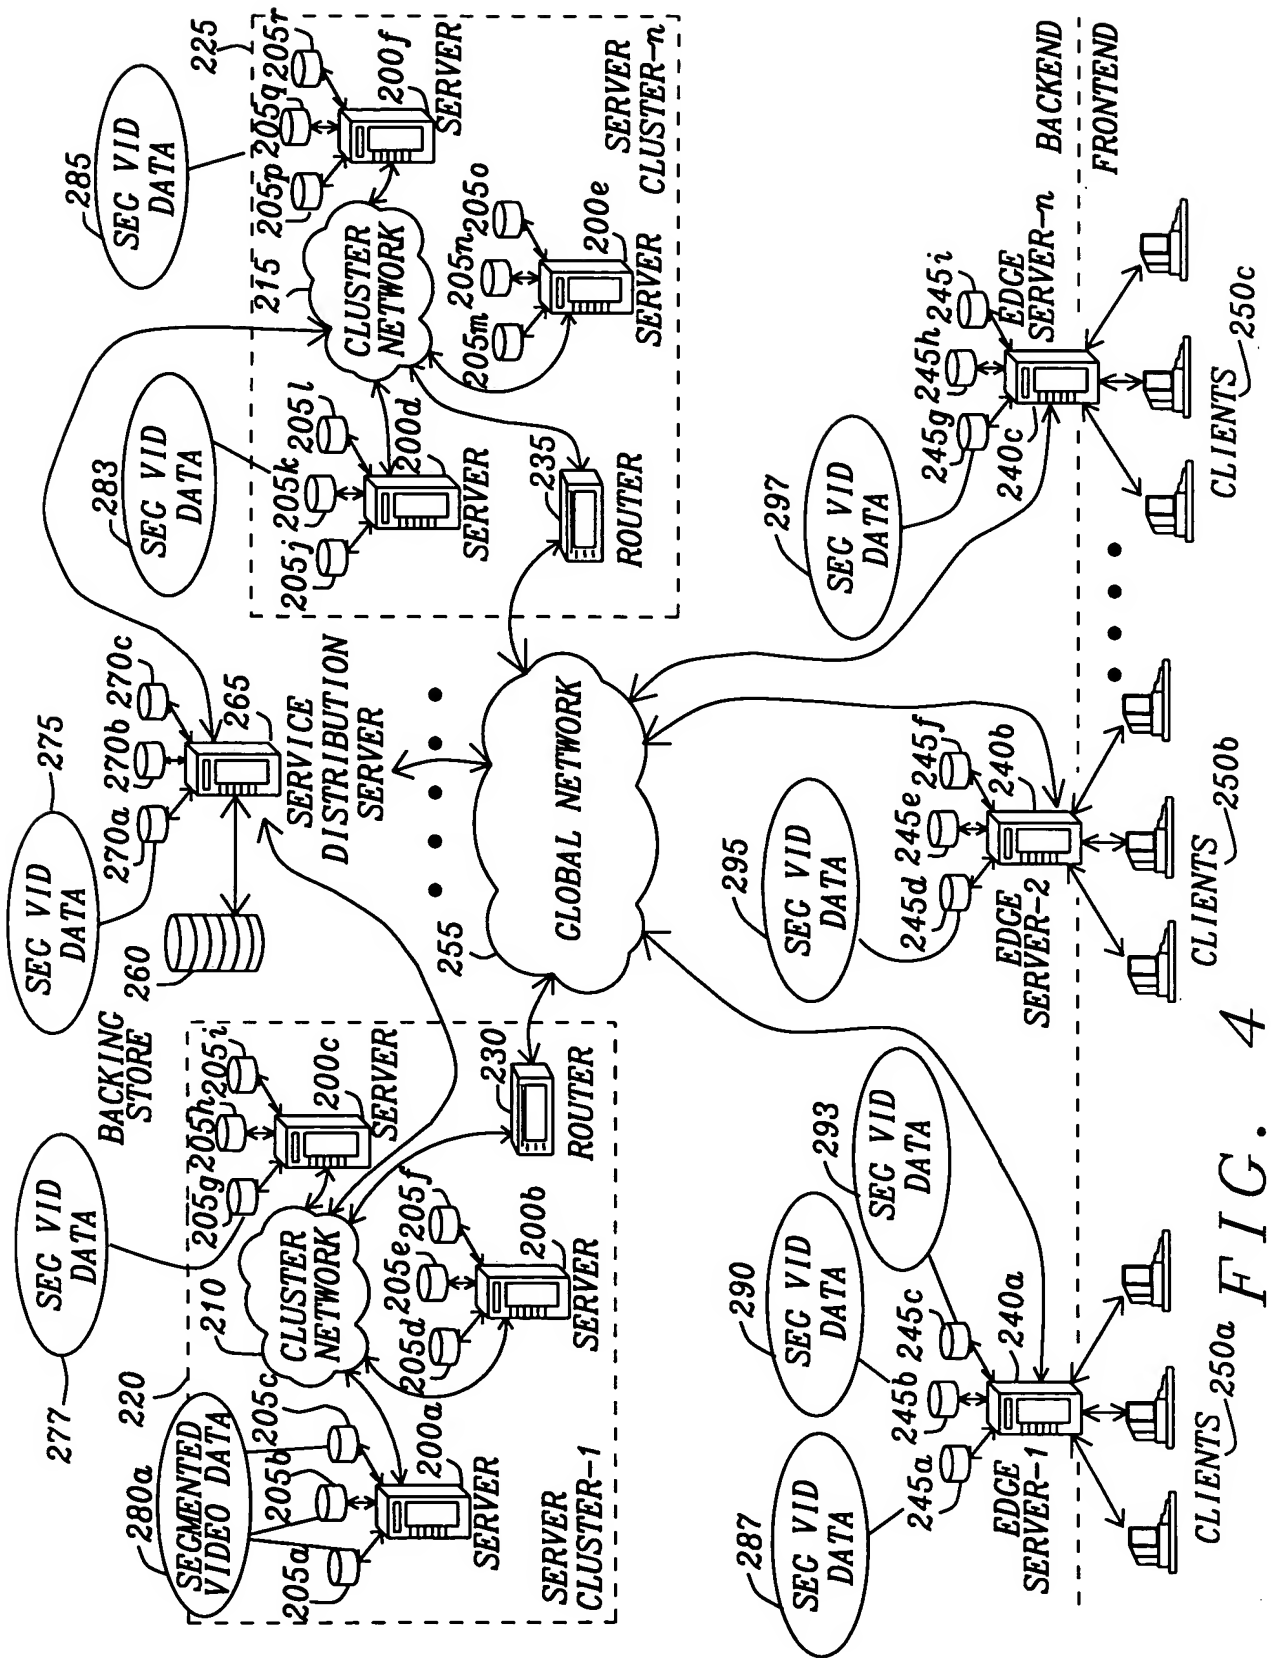 280a
SEGMENTED
VIDEO DATA
205a
205b
205c
200a
SERVER
SERVER
CLUSTER-1
220
277
SEG VID
DATA
210
CLUSTER
NETWORK
205d
205e
205f
200b
SERVER
205g
205h
205i
200c
SERVER
230
ROUTER
BACKING
STORE
260
SEG VID
DATA
275
270a
270b
270c
265
SERVICE
DISTRIBUTION
SERVER
255
GLOBAL NETWORK
283
SEG VID
DATA
205j
205k
205l
200d
SERVER
235
ROUTER
215
CLUSTER
NETWORK
285
SEG VID
DATA
225
205p
205q
205r
200f
SERVER
205m
205n
205o
200e
SERVER
SERVER
CLUSTER-n
287
SEG VID
DATA
290
SEG VID
DATA
293
SEG VID
DATA
245a
245b
245c
240a
EDGE
SERVER-1
CLIENTS
250a
295
SEG VID
DATA
245d
245e
245f
240b
EDGE
SERVER-2
CLIENTS
250b
297
SEG VID
DATA
245g
245h
245i
240c
EDGE
SERVER-n
CLIENTS
250c
BACKEND
FRONTEND
FIG. 4